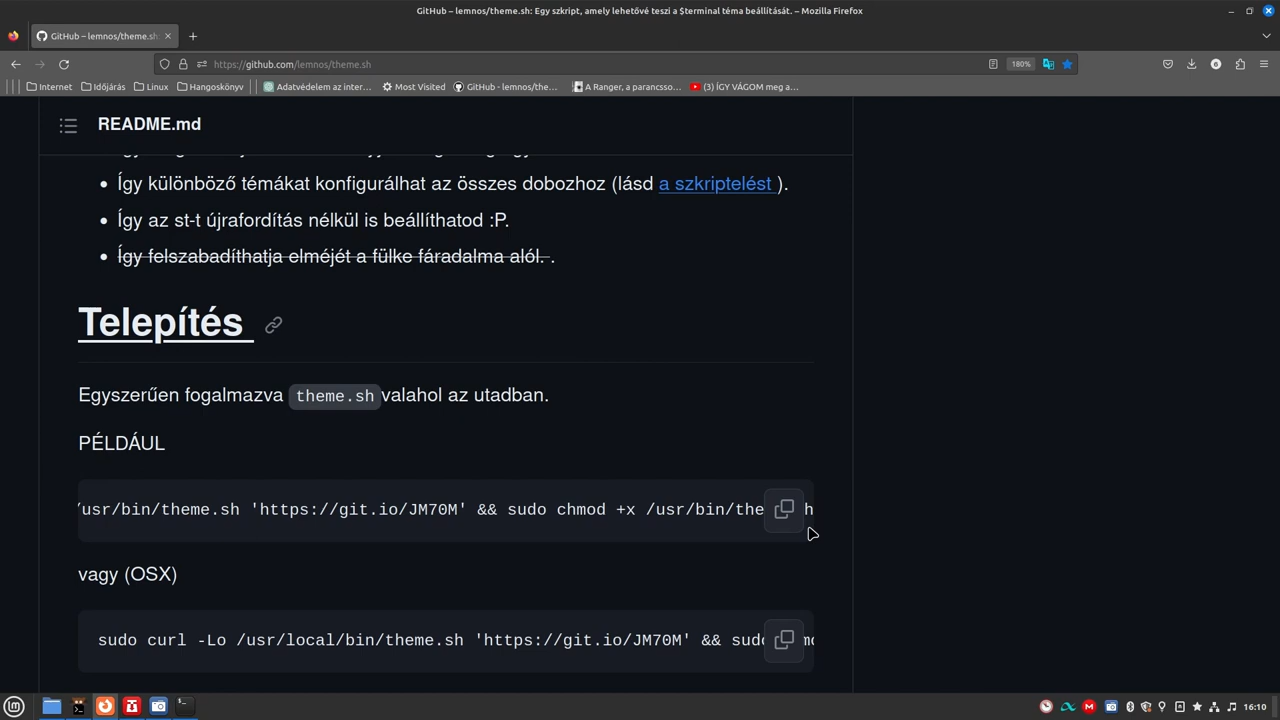 GitHub – lemnos/theme.sh: Egy szkript, amely lehetővé teszi a $terminal téma beállítását. – Mozilla Firefox
GitHub – lemnos/theme.sh:
https://github.com/lemnos/theme.sh
180%
Internet
Időjárás
Linux
Hangoskönyv
Adatvédelem az inter...
Most Visited
GitHub - lemnos/the...
A Ranger, a parancsso...
(3) ÍGY VÁGOM meg a...
README.md
Így különböző témákat konfigurálhat az összes dobozhoz (lásd a szkriptelést ).
Így az st-t újrafordítás nélkül is beállíthatod :P.
Így felszabadíthatja elméjét a fülke fáradalma alól. .
Telepítés
Egyszerűen fogalmazva theme.sh valahol az utadban.
PÉLDÁUL
/usr/bin/theme.sh 'https://git.io/JM70M' && sudo chmod +x /usr/bin/the h
vagy (OSX)
sudo curl -Lo /usr/local/bin/theme.sh 'https://git.io/JM70M' && sudo
16:10